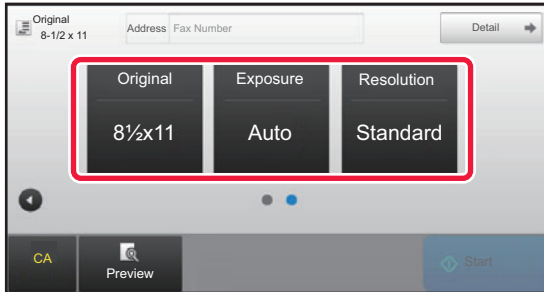 Original
8-1/2 x 11
Address Fax Number
Detail
Original Exposure Resolution
8½x11 Auto Standard
CA
Preview
Start